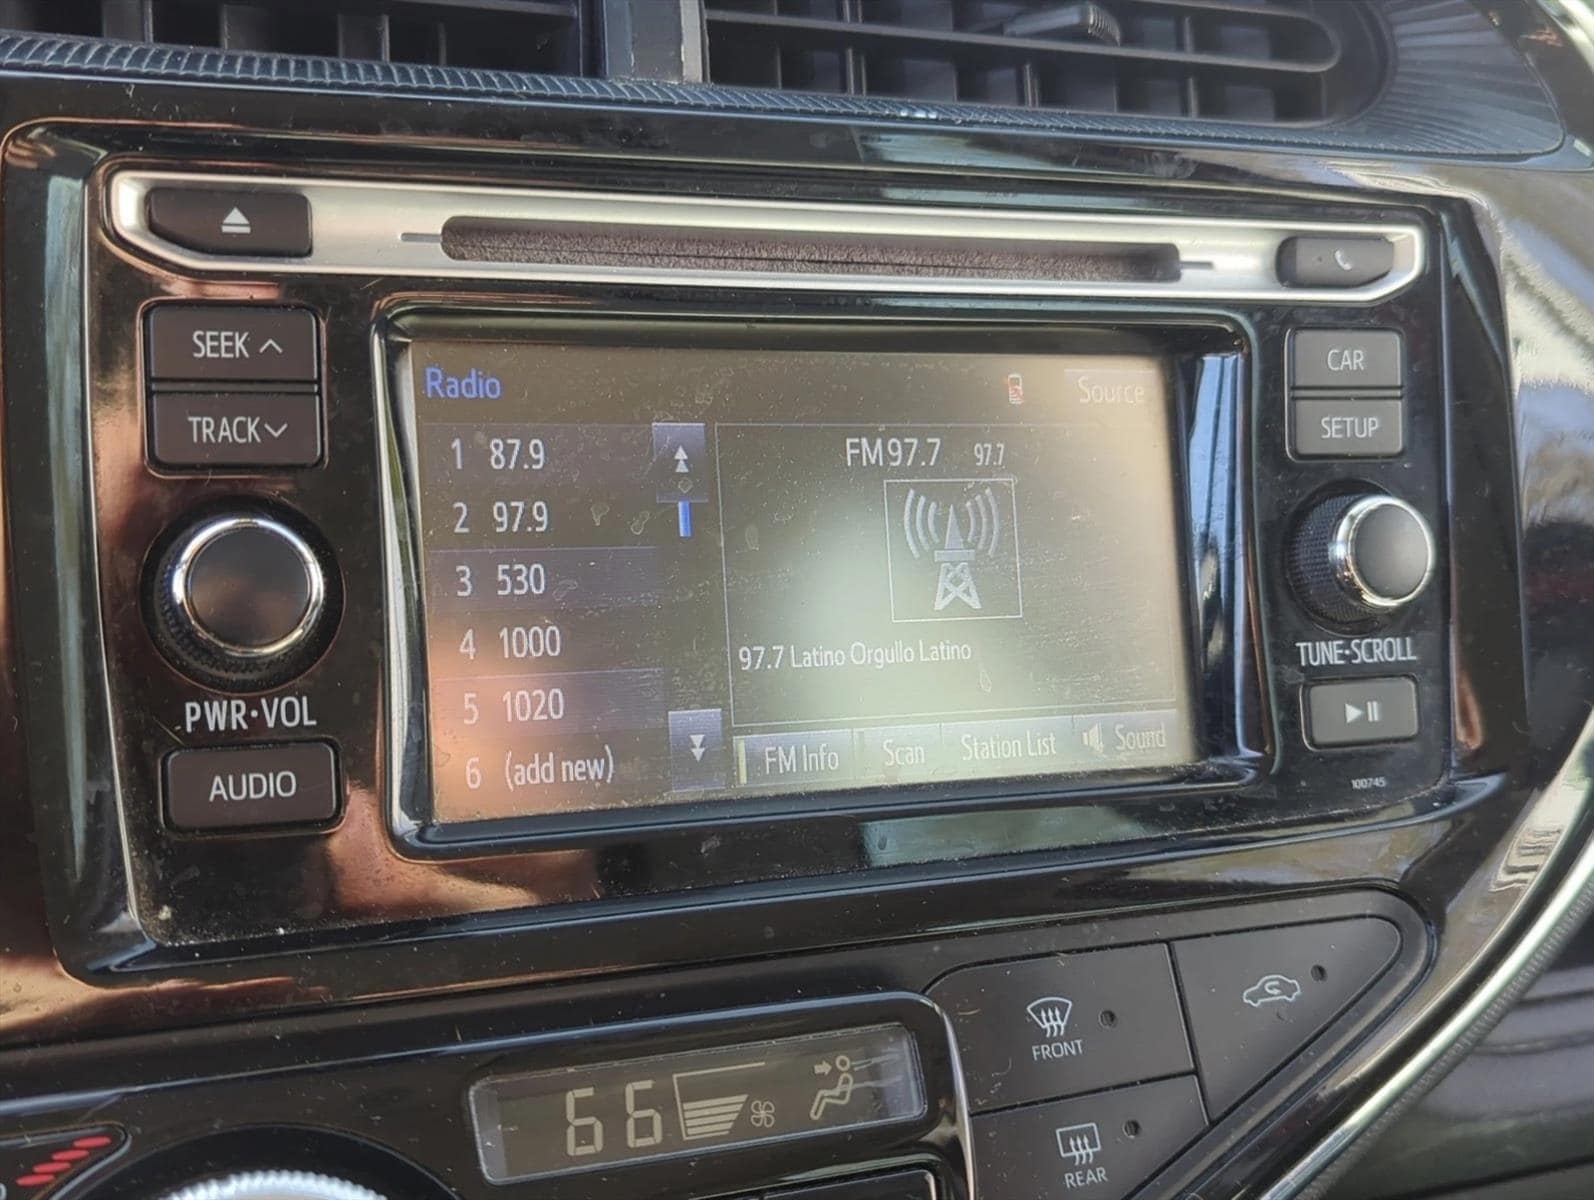 SEEK
TRACK
PWR·VOL
AUDIO
Radio
Source
1 87.9
2 97.9
3 530
4 1000
5 1020
6 (add new)
FM 97.7 97.7
97.7 Latino Orgullo Latino
FM Info
Scan
Station List
Sound
CAR
SETUP
TUNE·SCROLL
100745
66
FRONT
REAR